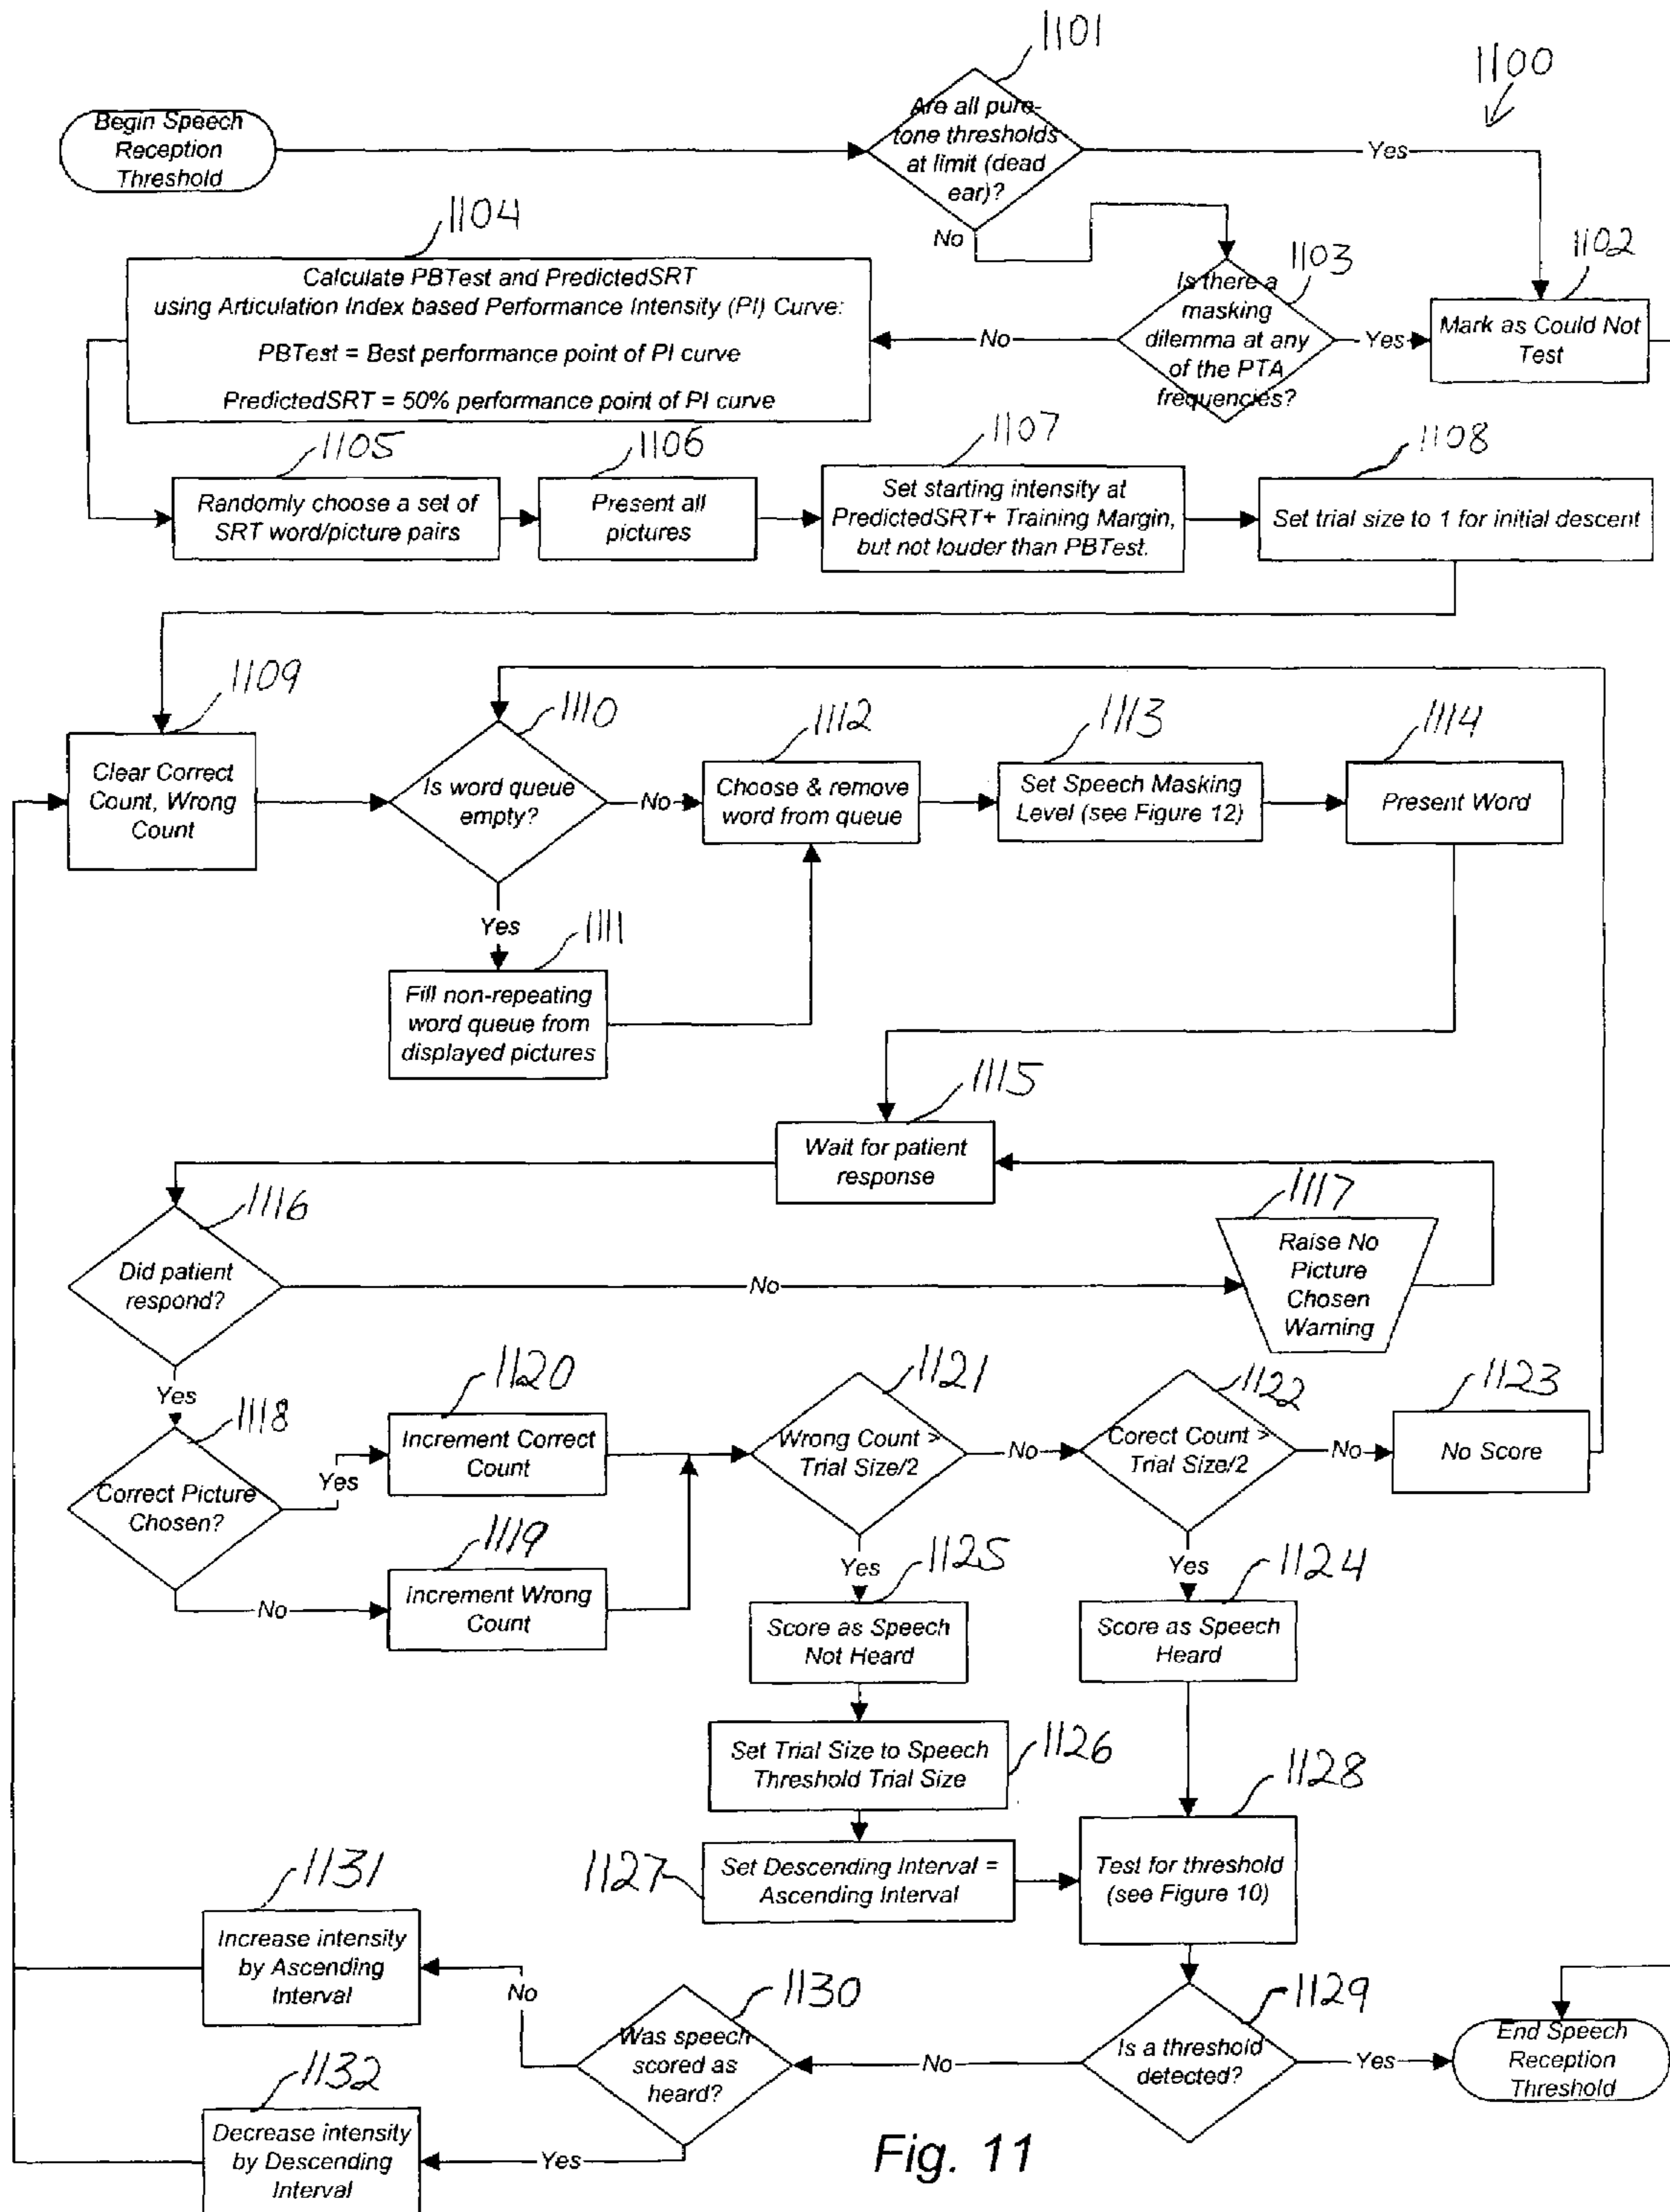 1101
1100
Begin Speech
Reception
Threshold
Are all pure-
tone thresholds
at limit (dead
ear)?
Yes
No
1104
1103
1102
Calculate PBTest and PredictedSRT
using Articulation Index based Performance Intensity (PI) Curve:
PBTest = Best performance point of PI curve
PredictedSRT = 50% performance point of PI curve
No
Is there a
masking
dilemma at any
of the PTA
frequencies?
Yes
Mark as Could Not
Test
1105
1106
1107
1108
Randomly choose a set of
SRT word/picture pairs
Present all
pictures
Set starting intensity at
PredictedSRT+ Training Margin,
but not louder than PBTest.
Set trial size to 1 for initial descent
1109
1110
1112
1113
1114
Clear Correct
Count, Wrong
Count
Is word queue
empty?
No
Choose & remove
word from queue
Set Speech Masking
Level (see Figure 12)
Present Word
Yes
1111
Fill non-repeating
word queue from
displayed pictures
1115
Wait for patient
response
1116
1117
Did patient
respond?
No
Raise No
Picture
Chosen
Warning
Yes
1118
1120
1121
1122
1123
Correct Picture
Chosen?
Yes
Increment Correct
Count
Wrong Count >
Trial Size/2
No
Corect Count >
Trial Size/2
No
No Score
1119
No
Increment Wrong
Count
Yes
1125
Yes
1124
Score as Speech
Not Heard
Score as Speech
Heard
Set Trial Size to Speech
Threshold Trial Size
1126
1128
1127
Set Descending Interval =
Ascending Interval
Test for threshold
(see Figure 10)
1131
Increase intensity
by Ascending
Interval
No
1130
Was speech
scored as
heard?
No
1129
Is a threshold
detected?
Yes
End Speech
Reception
Threshold
1132
Decrease intensity
by Descending
Interval
Yes
Fig. 11